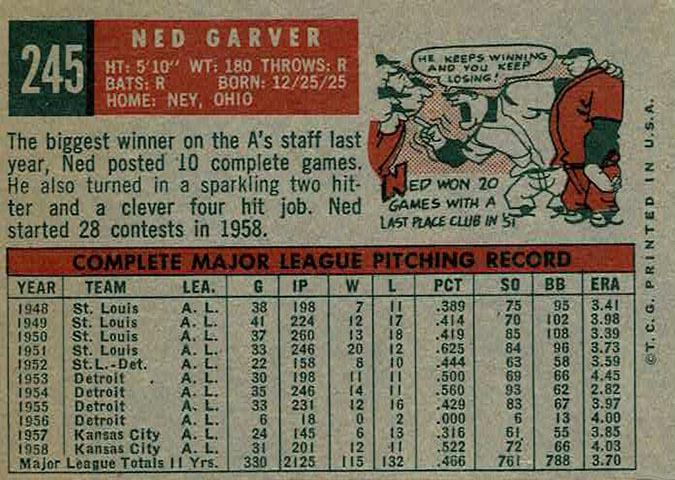 245
NED GARVER
HT: 5'10" WT: 180 THROWS: R
BATS: R BORN: 12/25/25
HOME: NEY, OHIO
The biggest winner on the A's staff last
year, Ned posted 10 complete games.
He also turned in a sparkling two hit-
ter and a clever four hit job. Ned
started 28 contests in 1958.
HE KEEPS WINNING
AND YOU KEEP
LOSING!
NED WON 20
GAMES WITH A
LAST PLACE CLUB IN '51
COMPLETE MAJOR LEAGUE PITCHING RECORD
YEAR TEAM LEA. G IP W L PCT SO BB ERA
1948 St. Louis A. L. 38 198 7 11 .389 75 95 3.41
1949 St. Louis A. L. 41 224 12 17 .414 70 102 3.98
1950 St. Louis A. L. 37 260 13 18 .419 85 108 3.39
1951 St. Louis A. L. 33 246 20 12 .625 84 96 3.73
1952 St.L.-Det. A. L. 22 158 8 10 .444 63 58 3.59
1953 Detroit A. L. 30 198 11 11 .500 69 66 4.45
1954 Detroit A. L. 35 246 14 11 .560 93 62 2.82
1955 Detroit A. L. 33 231 12 16 .429 83 67 3.97
1956 Detroit A. L. 6 18 0 2 .000 6 13 4.00
1957 Kansas City A. L. 24 145 6 13 .316 61 55 3.85
1958 Kansas City A. L. 31 201 12 11 .522 72 66 4.03
Major League Totals 11 Yrs. 330 2125 115 132 .466 761 788 3.70
©T.C.G. PRINTED IN U.S.A.